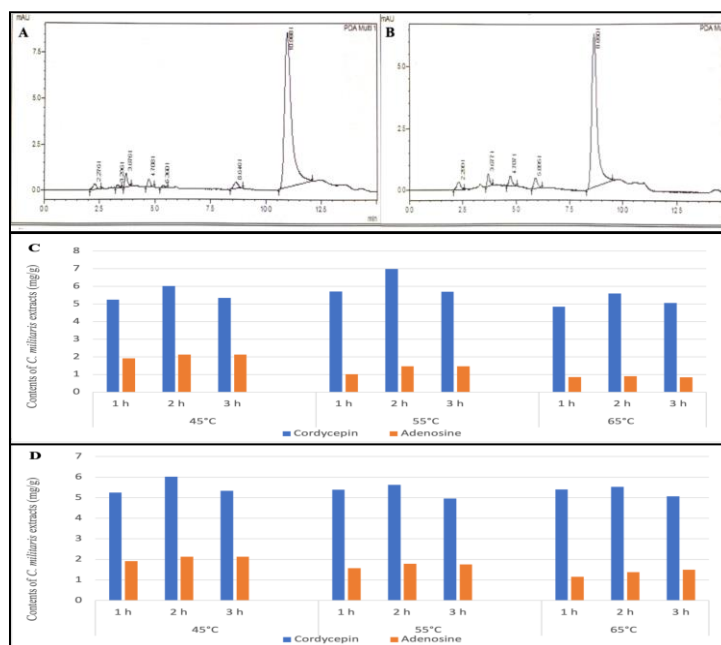 mAU
A
PDA Multi 1
7.5
5.0
2.5
0.0
0.0
2.5
5.0
7.5
10.0
12.5
min
mAU
B
PDA Mu
5.0
2.5
0.0
0.0
2.5
5.0
7.5
10.0
12.5
C
Contents of C. militaris extracts (mg/g)
8
7
6
5
4
3
2
1
0
1 h 2 h 3 h 1 h 2 h 3 h 1 h 2 h 3 h
45°C 55°C 65°C
Cordycepin Adenosine
D
Contents of C. militaris extracts (mg/g)
7
6
5
4
3
2
1
0
1 h 2 h 3 h 1 h 2 h 3 h 1 h 2 h 3 h
45°C 55°C 65°C
Cordycepin Adenosine